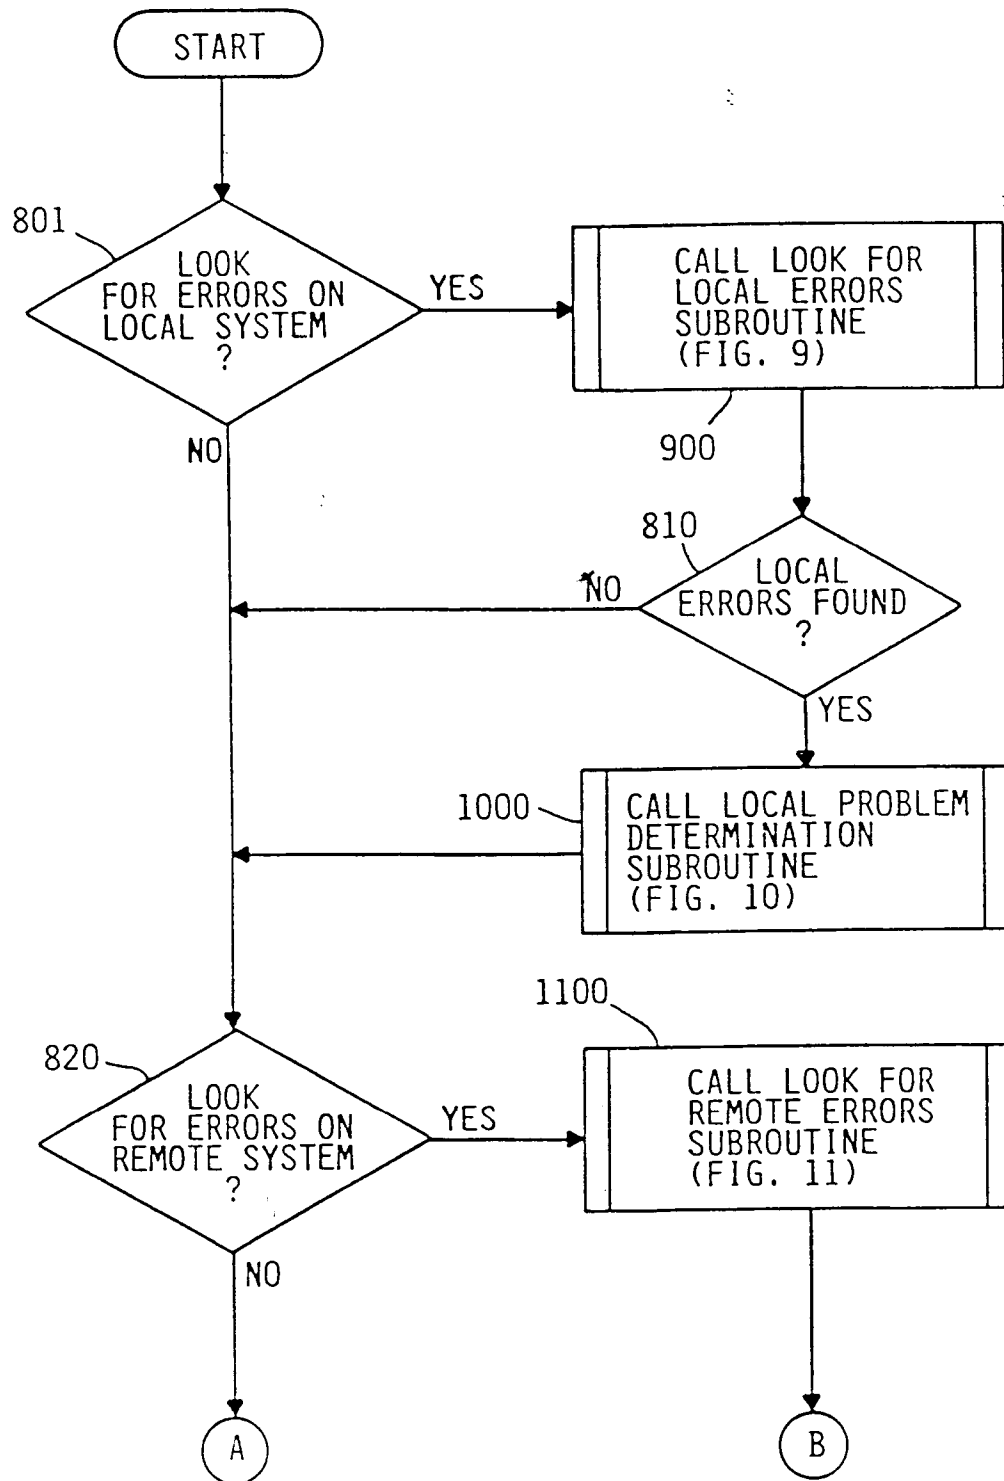 START
801
LOOK
FOR ERRORS ON
LOCAL SYSTEM
?
YES
NO
CALL LOOK FOR
LOCAL ERRORS
SUBROUTINE
(FIG. 9)
900
810
LOCAL
ERRORS FOUND
?
NO
YES
1000
CALL LOCAL PROBLEM
DETERMINATION
SUBROUTINE
(FIG. 10)
820
LOOK
FOR ERRORS ON
REMOTE SYSTEM
?
YES
NO
1100
CALL LOOK FOR
REMOTE ERRORS
SUBROUTINE
(FIG. 11)
A
B